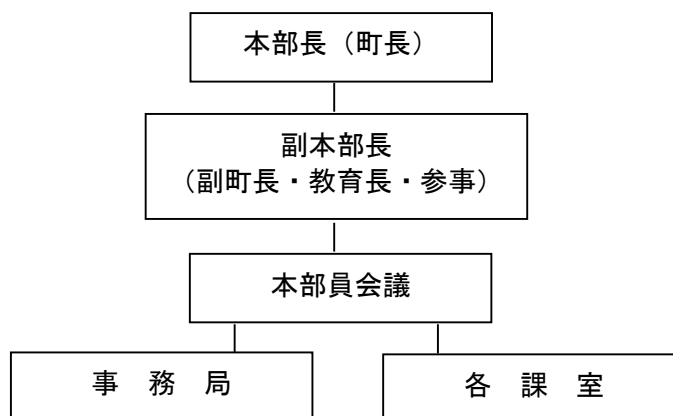 本部長（町長）
副本部長
（副町長・教育長・参事）
本部員会議
事　務　局
各　課　室